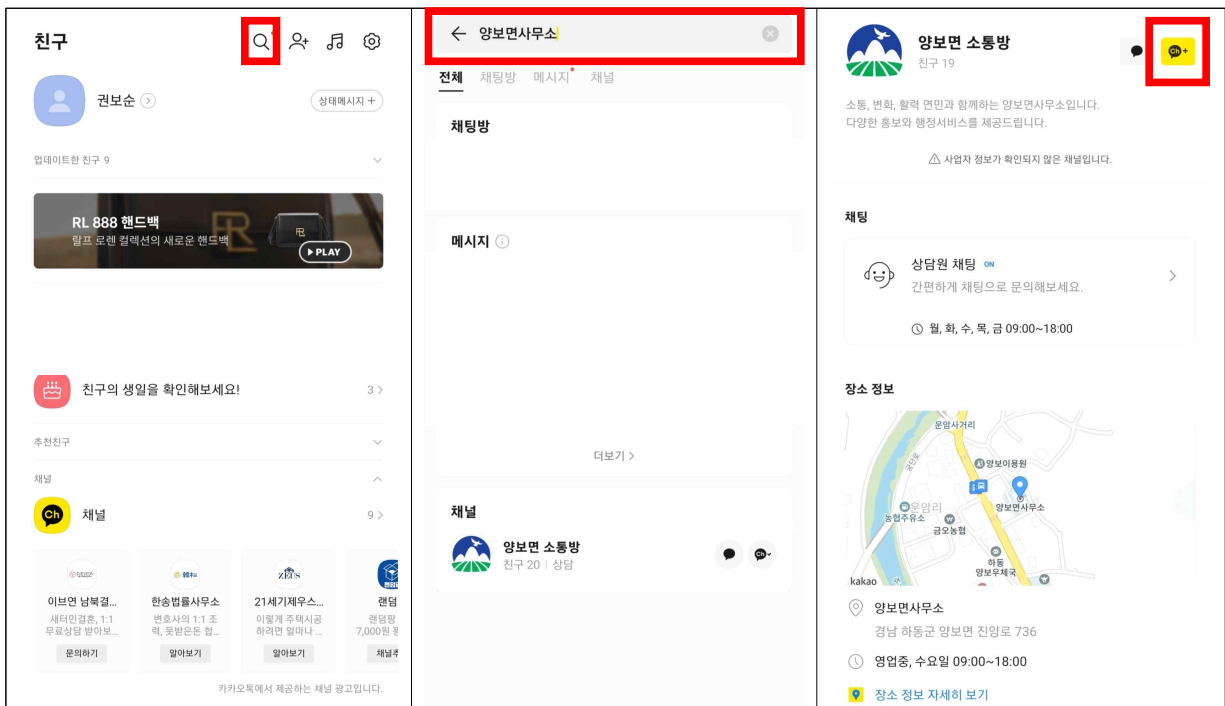 친구
권보순
상태메시지 +
업데이트한 친구 9
RL 888 핸드백
랄프 로렌 컬렉션의 새로운 핸드백
RL
PLAY
친구의 생일을 확인해보세요!
3
추천친구
채널
Ch
채널
9
이브연 남북결...
새터민결혼, 1:1
무료상담 받아보...
문의하기
한송법률사무소
변호사의 1:1 조
력, 못받은돈 합...
알아보기
ZEUS
21세기제우스...
이렇게 주택시공
하려면 얼마나 ...
알아보기
랜덤
랜덤팡
7,000원
채널추
카카오톡에서 제공하는 채널 광고입니다.
양보면사무소
전체 채팅방 메시지 채널
채팅방
메시지
더보기
채널
양보면 소통방
친구 20 | 상담
Ch
양보면 소통방
친구 19
Ch+
소통, 변화, 활력 면민과 함께하는 양보면사무소입니다.
다양한 홍보와 행정서비스를 제공드립니다.
사업자 정보가 확인되지 않은 채널입니다.
채팅
상담원 채팅 ON
간편하게 채팅으로 문의해보세요.
월, 화, 수, 목, 금 09:00~18:00
장소 정보
운암사거리
양보이용원
운암리
농협주유소
양보면사무소
금오농협
하동
양보우체국
kakao
양보면사무소
경남 하동군 양보면 진양로 736
영업중, 수요일 09:00~18:00
장소 정보 자세히 보기